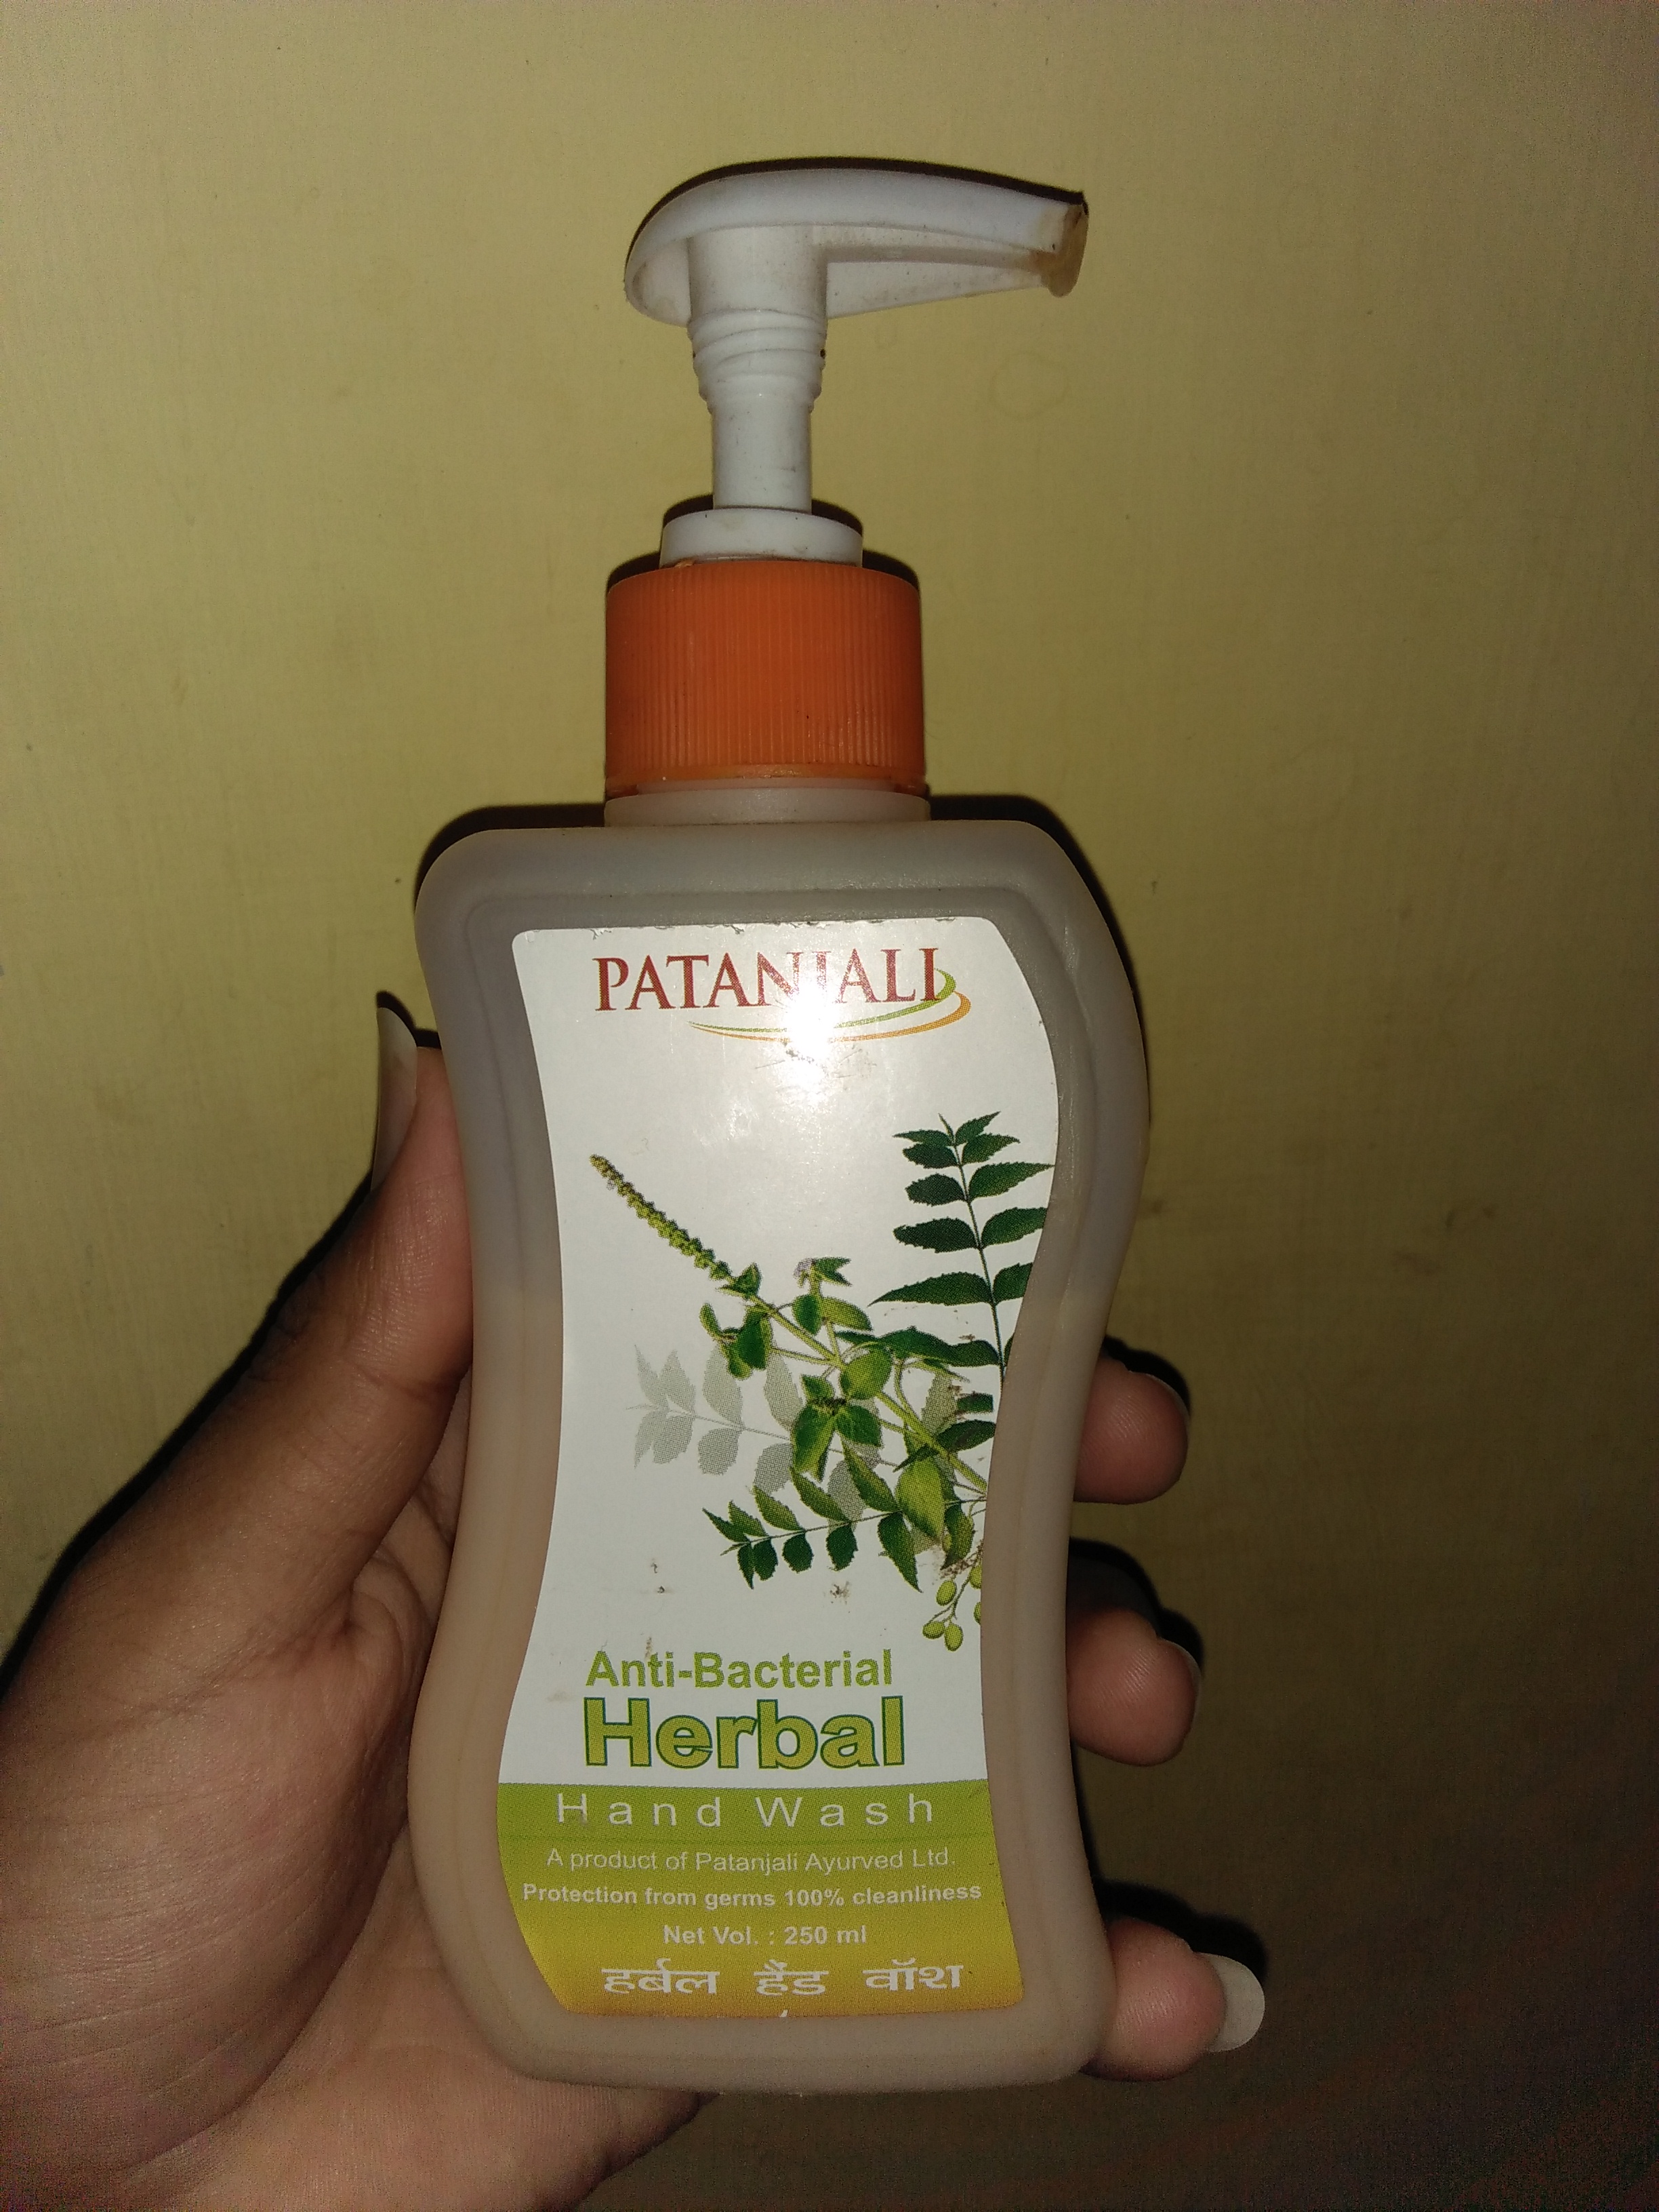 PATANJALI
Anti-Bacterial
Herbal
Hand Wash
A product of Patanjali Ayurved Ltd.
Protection from germs 100% cleanliness
Net Vol. : 250 ml
हर्बल हैंड वॉश